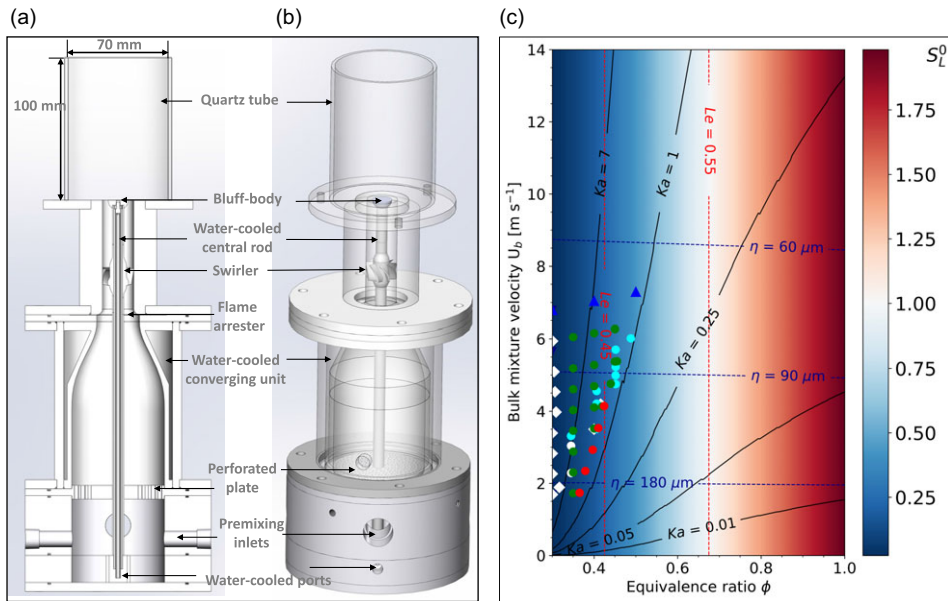 (a)
(b)
(c)
70 mm
100 mm
Quartz tube
Bluff-body
Water-cooled
central rod
Swirler
Flame
arrester
Water-cooled
converging unit
Perforated
plate
Premixing
inlets
Water-cooled ports
14
12
10
8
6
4
2
0
Bulk mixture velocity U_b [m s⁻¹]
0.4
0.6
0.8
1.0
Equivalence ratio ϕ
Ka = 7
Ka = 1
Ka = 0.25
Ka = 0.05
Ka = 0.01
Le = 0.45
Le = 0.55
η = 60 μm
η = 90 μm
η = 180 μm
S_L^0
1.75
1.50
1.25
1.00
0.75
0.50
0.25